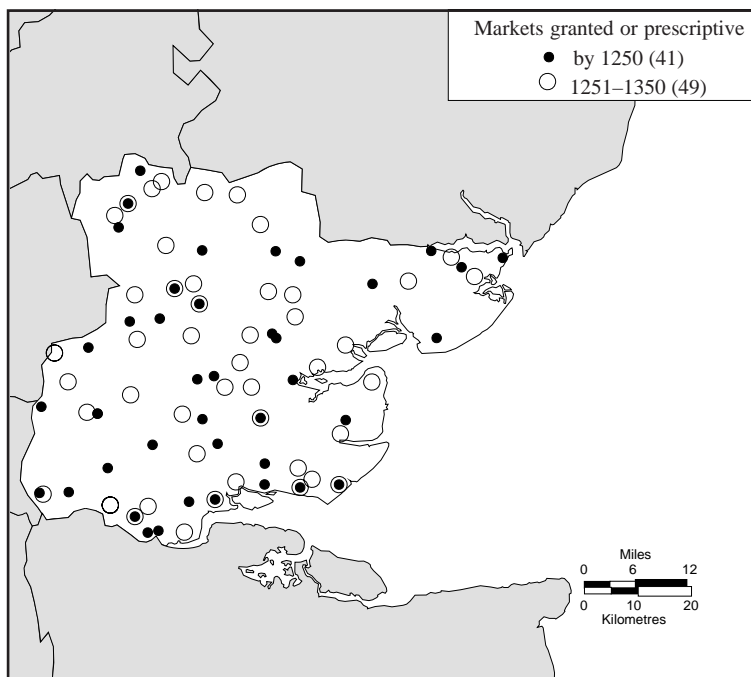 Markets granted or prescriptive
by 1250 (41)
1251–1350 (49)
Miles
0 6 12
0 10 20
Kilometres